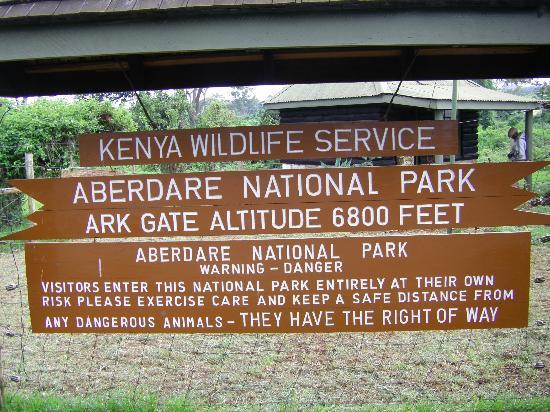 KENYA WILDLIFE SERVICE
ABERDARE NATIONAL PARK
ARK GATE ALTITUDE 6800 FEET
ABERDARE NATIONAL PARK
WARNING - DANGER
VISITORS ENTER THIS NATIONAL PARK ENTIRELY AT THEIR OWN
RISK PLEASE EXERCISE CARE AND KEEP A SAFE DISTANCE FROM
ANY DANGEROUS ANIMALS - THEY HAVE THE RIGHT OF WAY